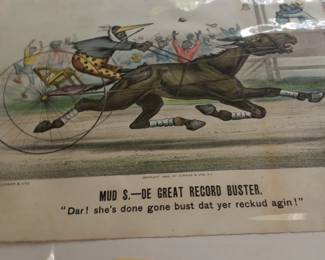 MUD S.—DE GREAT RECORD BUSTER.
"Dar! she's done gone bust dat yer reckud agin!"